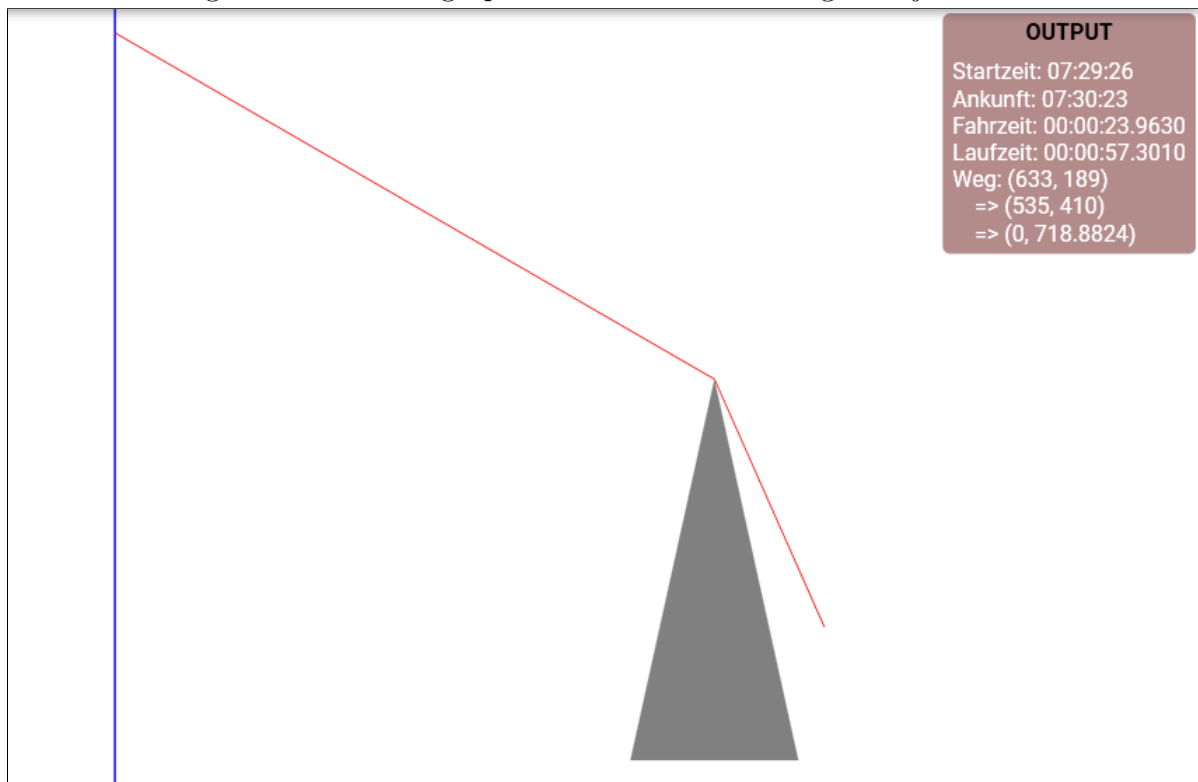 OUTPUT
Startzeit: 07:29:26
Ankunft: 07:30:23
Fahrzeit: 00:00:23.9630
Laufzeit: 00:00:57.3010
Weg: (633, 189)
=> (535, 410)
=> (0, 718.8824)